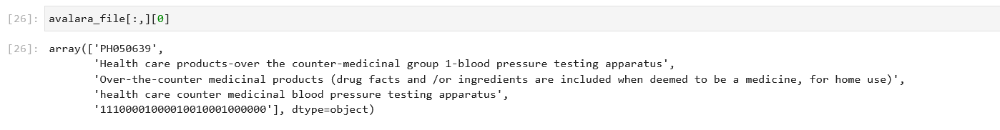 [26]: avalara_file[:,][0]
[26]: array(['PH050639',
'Health care products-over the counter-medicinal group 1-blood pressure testing apparatus',
'Over-the-counter medicinal products (drug facts and /or ingredients are included when deemed to be a medicine, for home use)',
'health care counter medicinal blood pressure testing apparatus',
'11100001000010010001000000'], dtype=object)